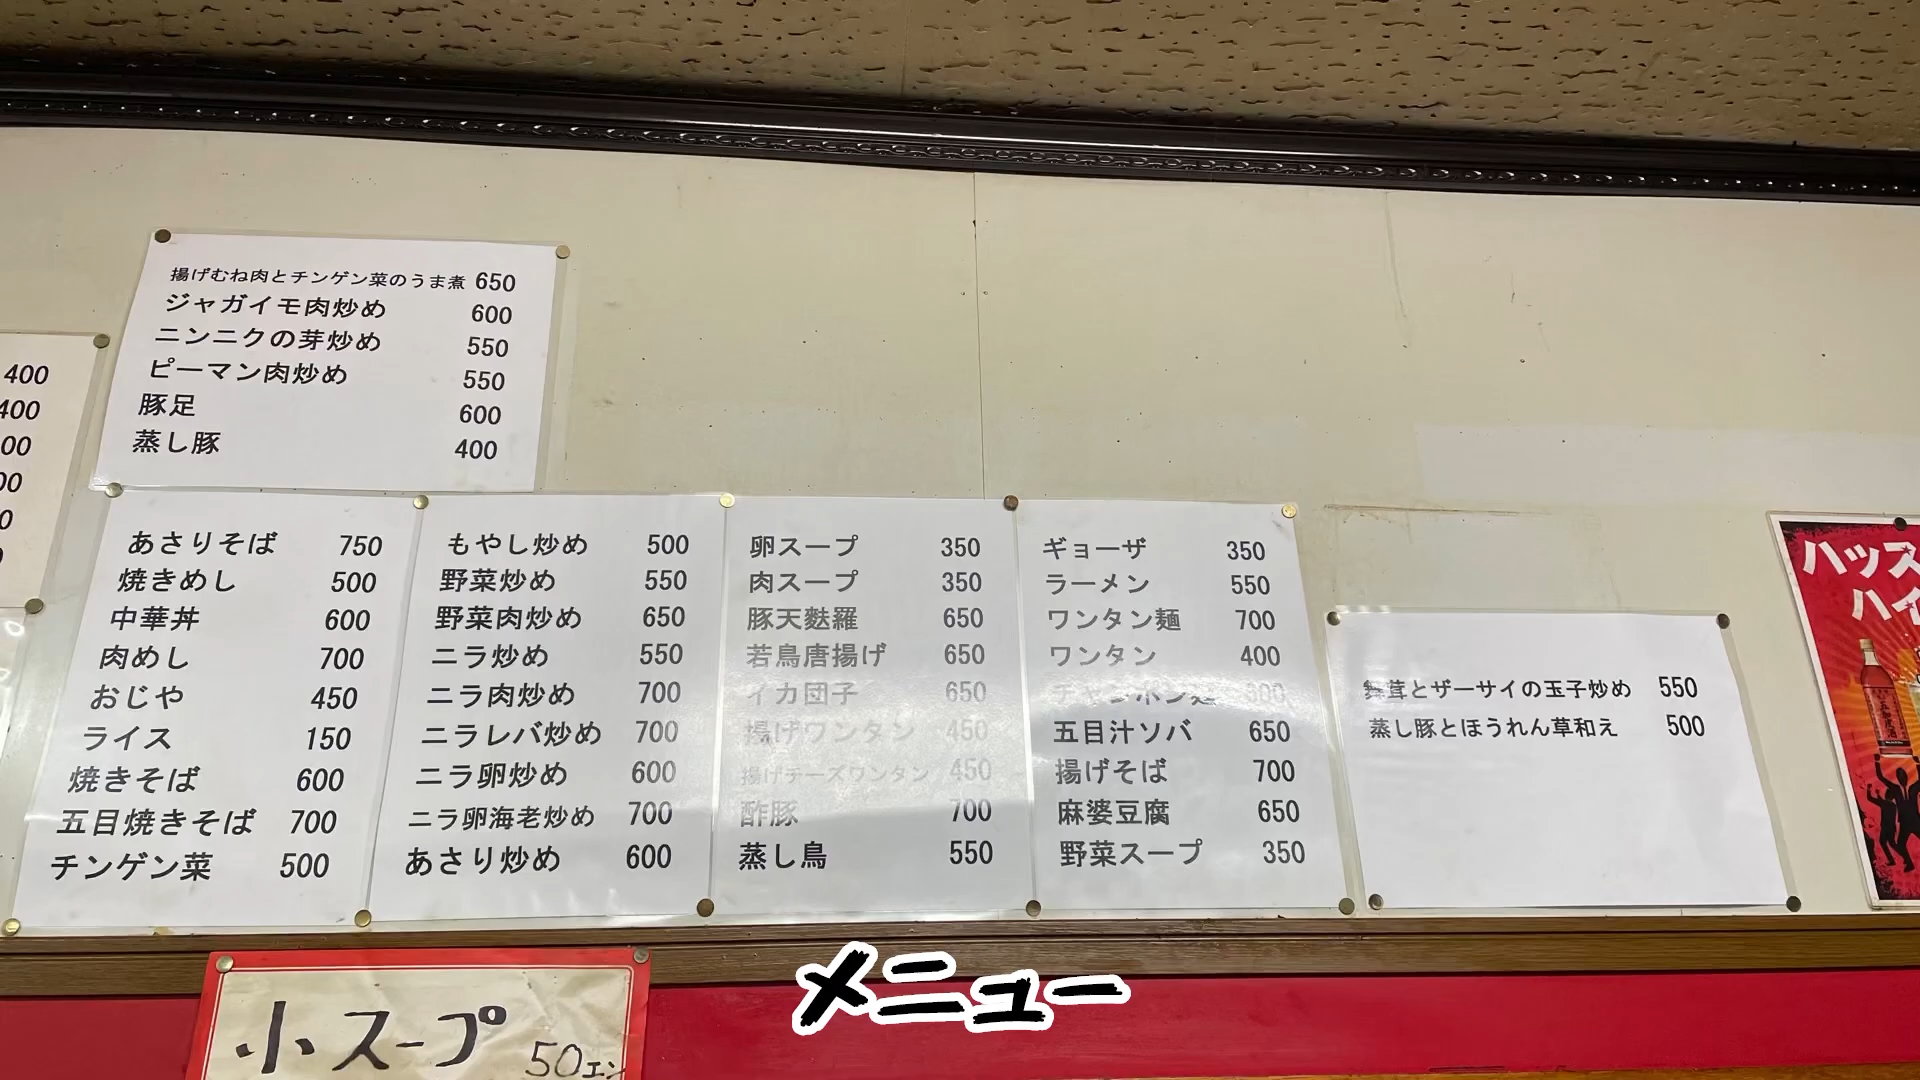 400
400
揚げむね肉とチンゲン菜のうま煮 650
ジャガイモ肉炒め 600
ニンニクの芽炒め 550
ピーマン肉炒め 550
豚足 600
蒸し豚 400
あさりそば 750
焼きめし 500
中華丼 600
肉めし 700
おじや 450
ライス 150
焼きそば 600
五目焼きそば 700
チンゲン菜 500
もやし炒め 500
野菜炒め 550
野菜肉炒め 650
ニラ炒め 550
ニラ肉炒め 700
ニラレバ炒め 700
ニラ卵炒め 600
ニラ卵海老炒め 700
あさり炒め 600
卵スープ 350
肉スープ 350
豚天麩羅 650
若鳥唐揚げ 650
イカ団子 650
揚げワンタン 450
揚げチーズワンタン 450
酢豚 700
蒸し鳥 550
ギョーザ 350
ラーメン 550
ワンタン麺 700
ワンタン 400
五目汁ソバ 650
揚げそば 700
麻婆豆腐 650
野菜スープ 350
舞茸とザーサイの玉子炒め 550
蒸し豚とほうれん草和え 500
ハッス
ハイ
小スープ
50エン
メニュー